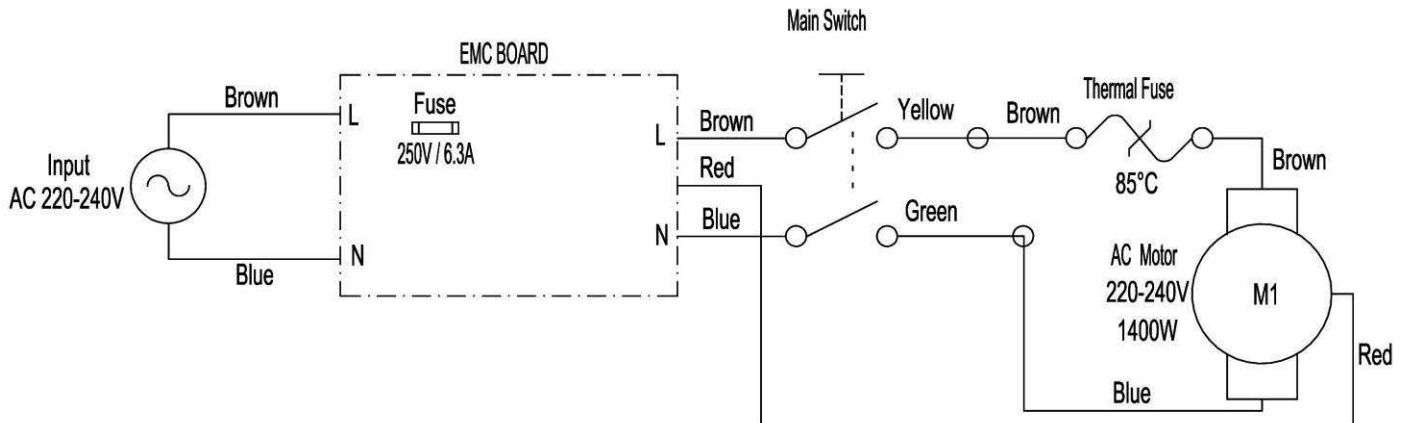 Main Switch
EMC BOARD
Brown
L
Fuse
250V / 6.3A
L
Brown
Yellow
Brown
Thermal Fuse
85°C
Brown
Input
AC 220-240V
Red
N
Blue
N
Blue
Green
AC Motor
220-240V
1400W
M1
Red
Blue